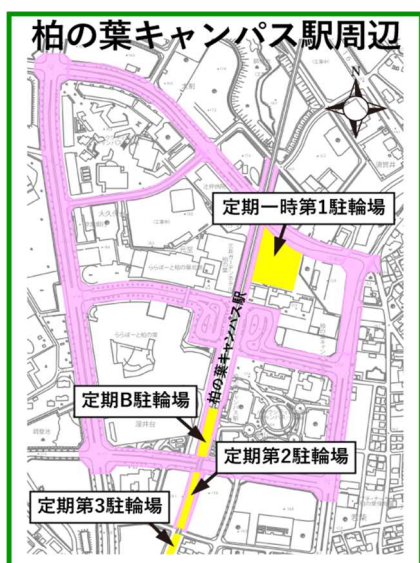 柏の葉キャンパス駅周辺
N
定期一時第1駐輪場
柏の葉キャンパス駅
定期B駐輪場
定期第2駐輪場
定期第3駐輪場